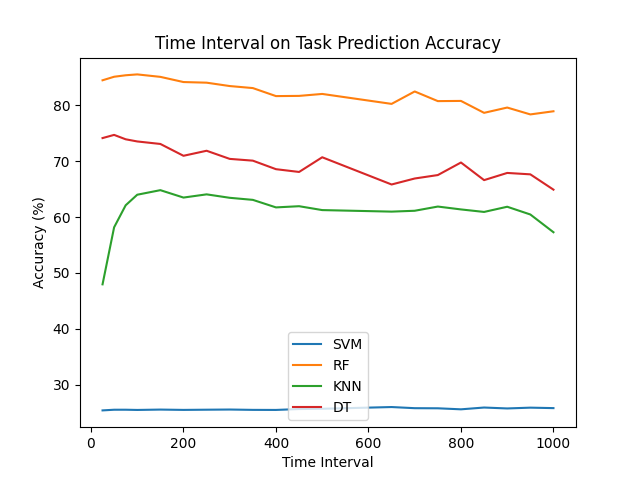 Time Interval on Task Prediction Accuracy
Accuracy (%)
80
70
60
50
40
30
SVM
RF
KNN
DT
0
200
400
600
800
1000
Time Interval